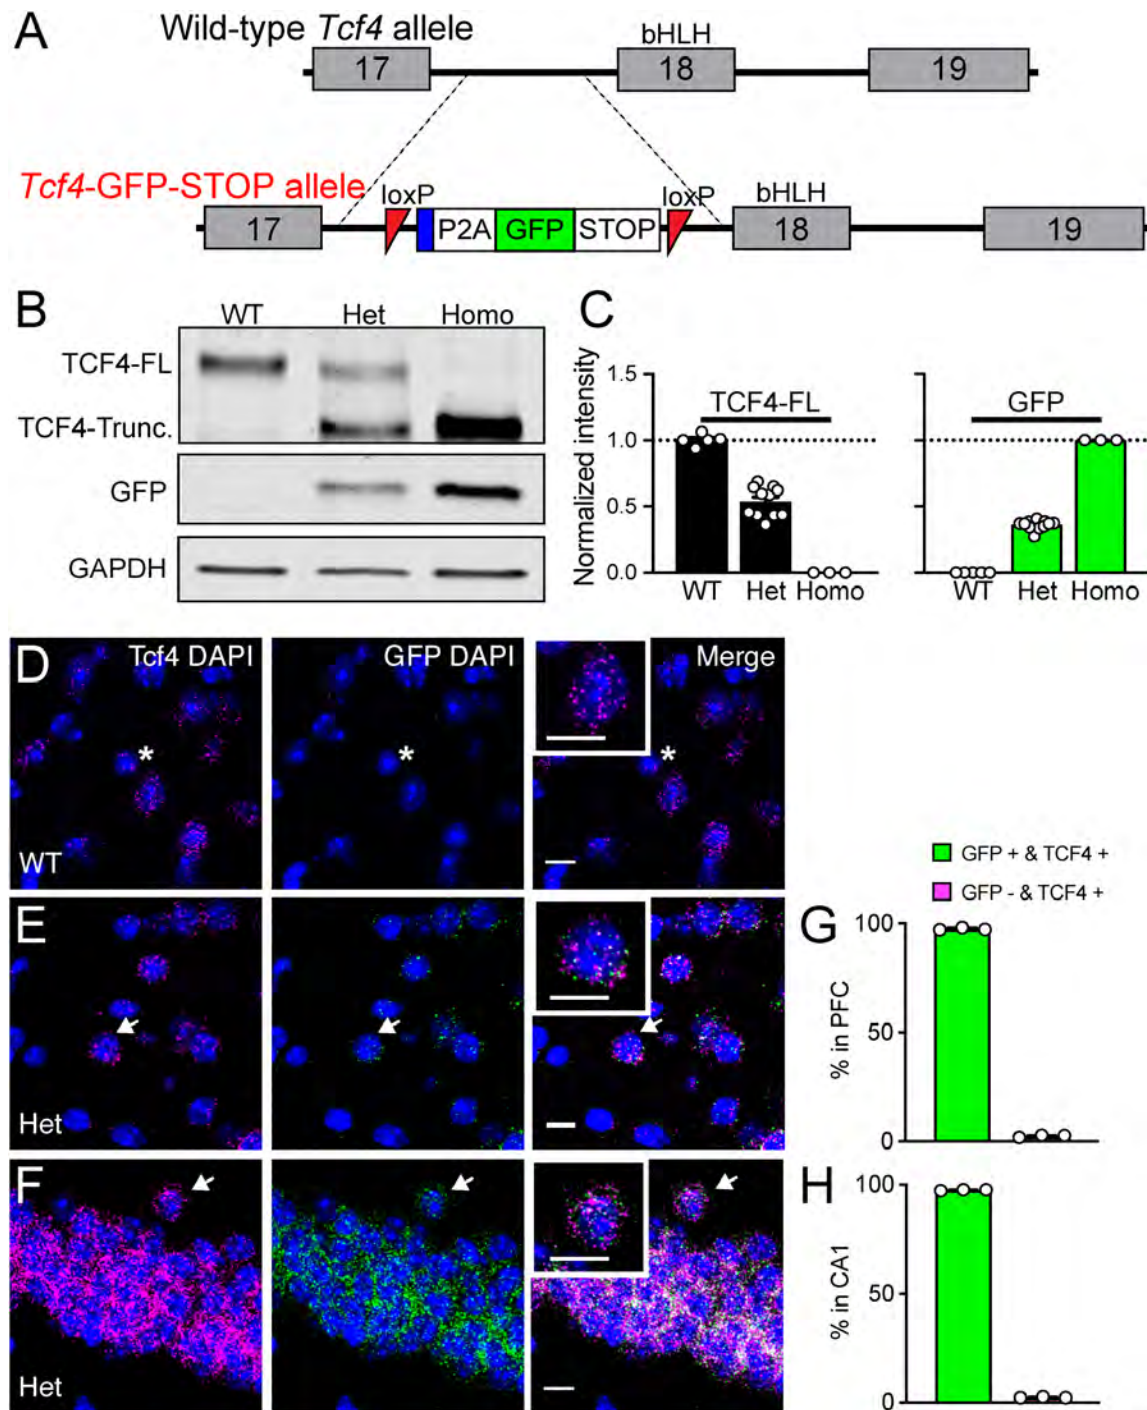 A
Wild-type Tcf4 allele
bHLH
17
18
19
Tcf4-GFP-STOP allele
loxP
loxP
bHLH
17
P2A
GFP
STOP
18
19
B
WT
Het
Homo
TCF4-FL
TCF4-Trunc.
GFP
GAPDH
C
Normalized intensity
1.5
1.0
0.5
0.0
TCF4-FL
GFP
WT
Het
Homo
WT
Het
Homo
D
Tcf4 DAPI
GFP DAPI
Merge
*
*
*
WT
E
Het
F
Het
GFP + & TCF4 +
GFP - & TCF4 +
G
% in PFC
100
50
0
H
% in CA1
100
50
0